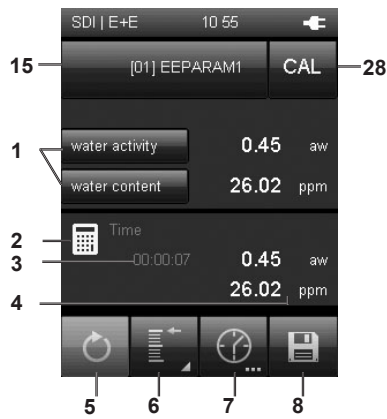 SDI | E+E 10 55
15 [01] EEPARAM1 CAL 28
1 water activity 0.45 aw
water content 26.02 ppm
2 Time
3 00:00:07 0.45 aw
4 26.02 ppm
5 6 7 8